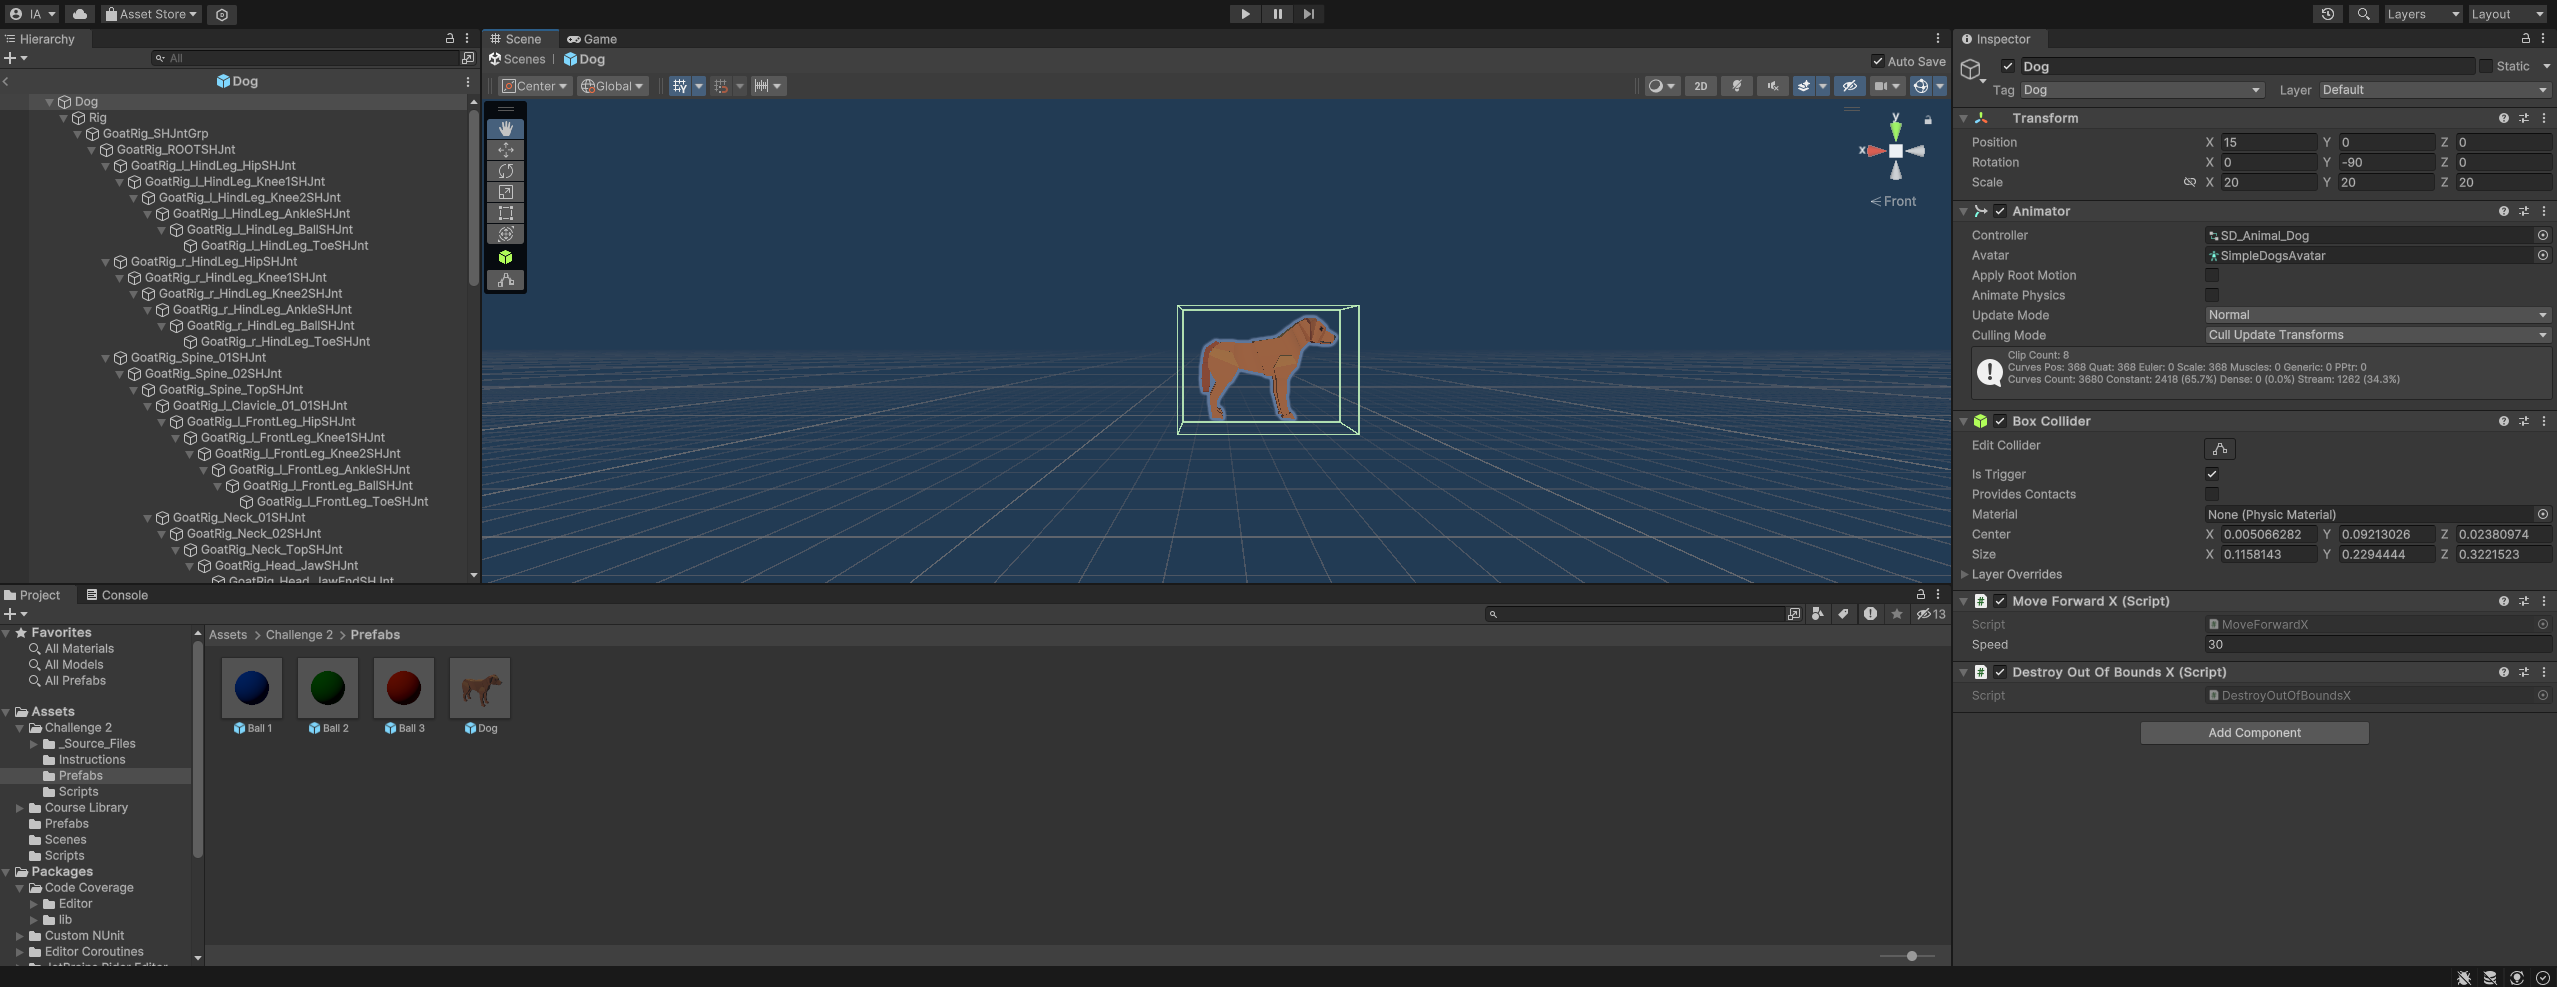 IA
Asset Store
Layers
Layout
Hierarchy
All
Dog
Dog
Rig
GoatRig_SHJntGrp
GoatRig_ROOTSHJnt
GoatRig_l_HindLeg_HipSHJnt
GoatRig_l_HindLeg_Knee1SHJnt
GoatRig_l_HindLeg_Knee2SHJnt
GoatRig_l_HindLeg_AnkleSHJnt
GoatRig_l_HindLeg_BallSHJnt
GoatRig_l_HindLeg_ToeSHJnt
GoatRig_r_HindLeg_HipSHJnt
GoatRig_r_HindLeg_Knee1SHJnt
GoatRig_r_HindLeg_Knee2SHJnt
GoatRig_r_HindLeg_AnkleSHJnt
GoatRig_r_HindLeg_BallSHJnt
GoatRig_r_HindLeg_ToeSHJnt
GoatRig_Spine_01SHJnt
GoatRig_Spine_02SHJnt
GoatRig_Spine_TopSHJnt
GoatRig_l_Clavicle_01_01SHJnt
GoatRig_l_FrontLeg_HipSHJnt
GoatRig_l_FrontLeg_Knee1SHJnt
GoatRig_l_FrontLeg_Knee2SHJnt
GoatRig_l_FrontLeg_AnkleSHJnt
GoatRig_l_FrontLeg_BallSHJnt
GoatRig_l_FrontLeg_ToeSHJnt
GoatRig_Neck_01SHJnt
GoatRig_Neck_02SHJnt
GoatRig_Neck_TopSHJnt
GoatRig_Head_JawSHJnt
GoatRig_Head_JawEndSHJnt
Scene
Game
Scenes | Dog
Auto Save
Center
Global
2D
y
x
Front
Inspector
Dog
Static
Tag Dog
Layer Default
Transform
Position X 15 Y 0 Z 0
Rotation X 0 Y -90 Z 0
Scale X 20 Y 20 Z 20
Animator
Controller SD_Animal_Dog
Avatar SimpleDogsAvatar
Apply Root Motion
Animate Physics
Update Mode Normal
Culling Mode Cull Update Transforms
Clip Count: 8
Curves Pos: 368 Quat: 368 Euler: 0 Scale: 368 Muscles: 0 Generic: 0 PPtr: 0
Curves Count: 3680 Constant: 2418 (65.7%) Dense: 0 (0.0%) Stream: 1262 (34.3%)
Box Collider
Edit Collider
Is Trigger
Provides Contacts
Material None (Physic Material)
Center X 0.005066282 Y 0.09213026 Z 0.02380974
Size X 0.1158143 Y 0.2294444 Z 0.3221523
Layer Overrides
Move Forward X (Script)
Script MoveForwardX
Speed 30
Destroy Out Of Bounds X (Script)
Script DestroyOutOfBoundsX
Add Component
Project
Console
13
Favorites
All Materials
All Models
All Prefabs
Assets
Challenge 2
_Source_Files
Instructions
Prefabs
Scripts
Course Library
Prefabs
Scenes
Scripts
Packages
Code Coverage
Editor
lib
Custom NUnit
Editor Coroutines
JetBrains Rider Editor
Assets > Challenge 2 > Prefabs
Ball 1
Ball 2
Ball 3
Dog